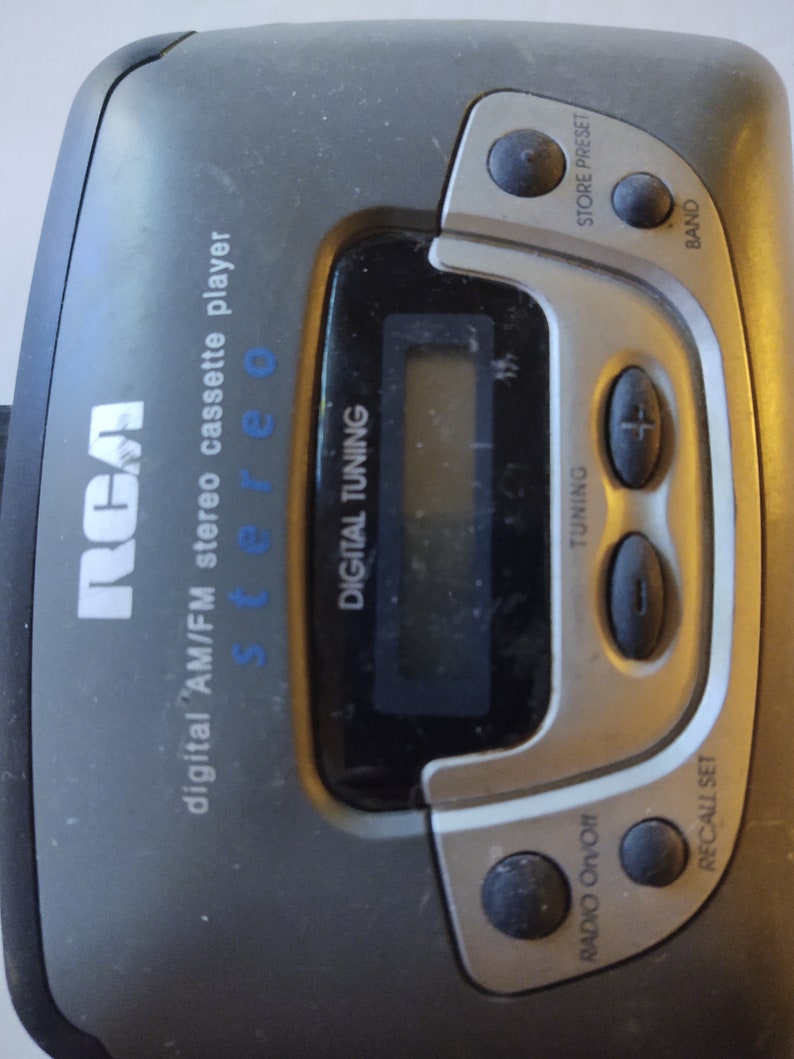 RCA
digital AM/FM stereo cassette player
stereo
DIGITAL TUNING
TUNING
- +
RADIO On/Off
STORE PRESET
RECALL SET
BAND